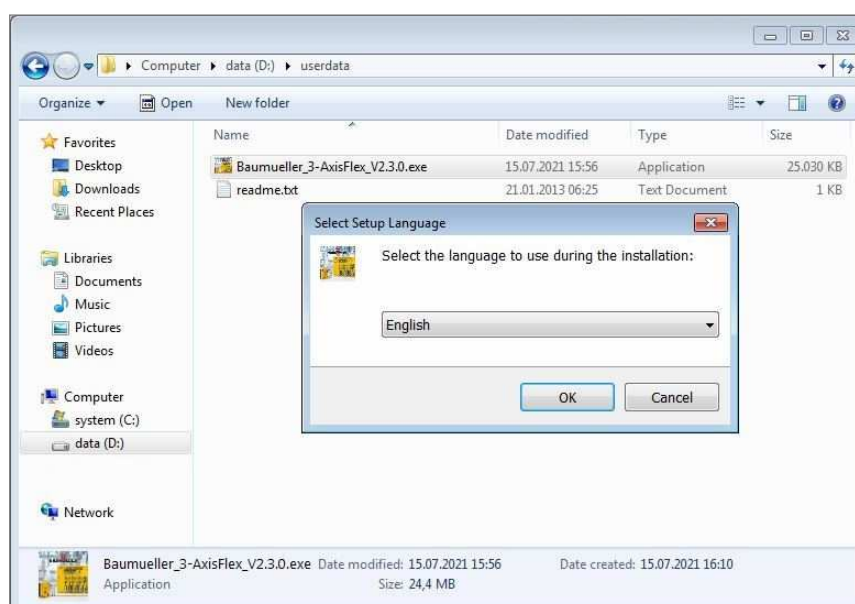 Computer ▸ data (D:) ▸ userdata
Organize Open New folder
Name Date modified Type Size
Favorites
Desktop
Downloads
Recent Places
Libraries
Documents
Music
Pictures
Videos
Computer
system (C:)
data (D:)
Network
Baumueller_3-AxisFlex_V2.3.0.exe 15.07.2021 15:56 Application 25.030 KB
readme.txt 21.01.2013 06:25 Text Document 1 KB
Select Setup Language
Select the language to use during the installation:
English
OK Cancel
Baumueller_3-AxisFlex_V2.3.0.exe Date modified: 15.07.2021 15:56 Date created: 15.07.2021 16:10
Application Size: 24,4 MB